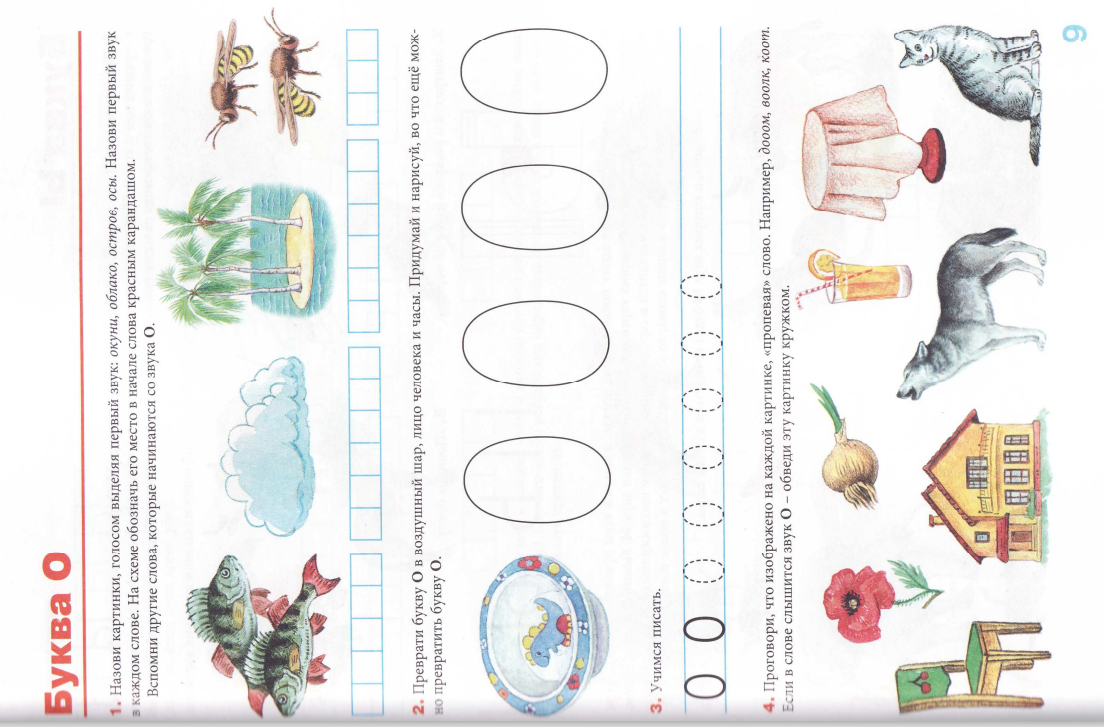 Буква О
1. Назови картинки, голосом выделяя первый звук: окуни, облако, остров, осы. Назови первый звук
в каждом слове. На схеме обозначь его место в начале слова красным карандашом.
Вспомни другие слова, которые начинаются со звука О.
2. Преврати букву О в воздушный шар, лицо человека и часы. Придумай и нарисуй, во что ещё мож-
но превратить букву О.
3. Учимся писать.
О О О О О О О О О
4. Проговори, что изображено на каждой картинке, «пропевая» слово. Например, дооом, воолк, коот.
Если в слове слышится звук О – обведи эту картинку кружком.
9